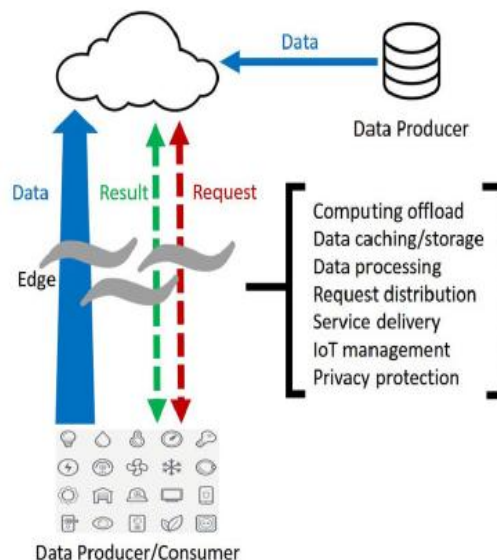 Data
Data Producer
Data
Result
Request
Edge
Computing offload
Data caching/storage
Data processing
Request distribution
Service delivery
IoT management
Privacy protection
Data Producer/Consumer